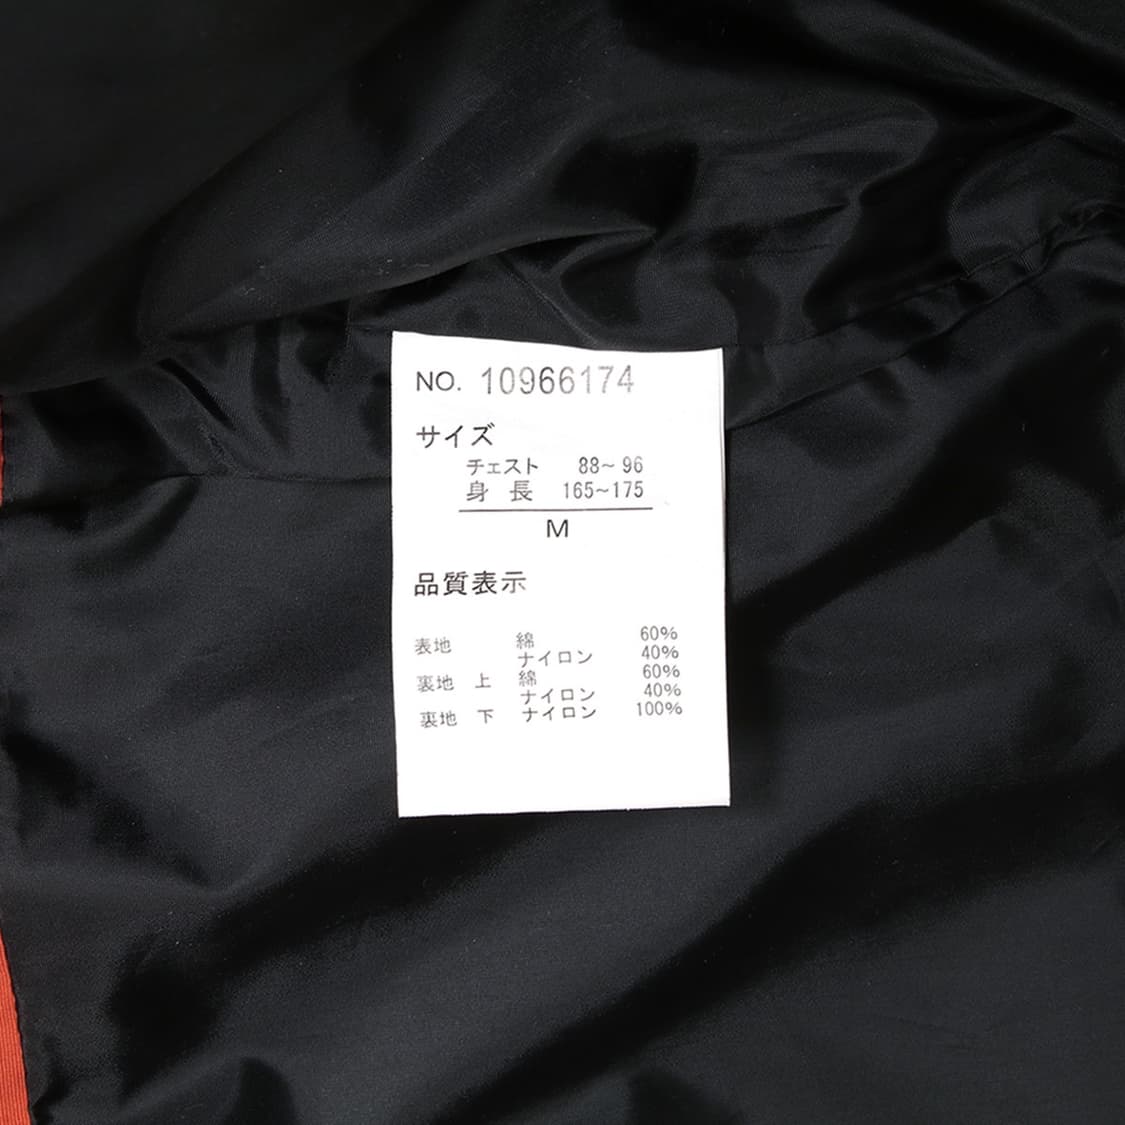 NO. 10966174
サイズ
チェスト 88~96
身長 165~175
M
品質表示
表地 綿 60%
ナイロン 40%
裏地 上 綿 60%
ナイロン 40%
裏地 下 ナイロン 100%